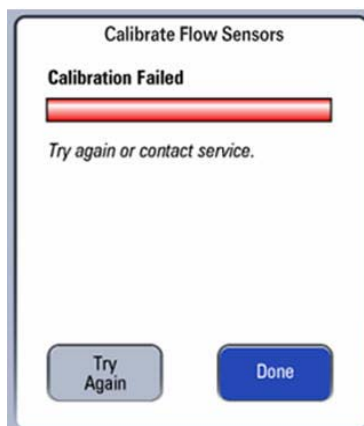 Calibrate Flow Sensors
Calibration Failed
Try again or contact service.
Try
Again
Done